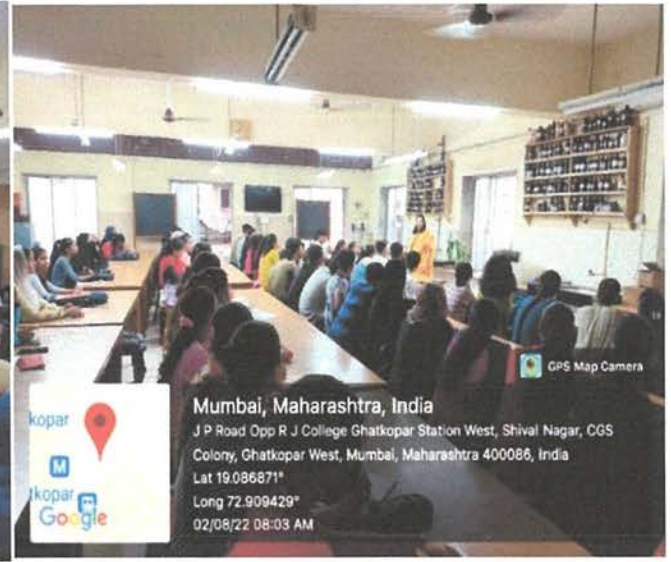 GPS Map Camera
kopar
M
tkopar
Google
Mumbai, Maharashtra, India
J P Road Opp R J College Ghatkopar Station West, Shival Nagar, CGS
Colony, Ghatkopar West, Mumbai, Maharashtra 400086, India
Lat 19.086871°
Long 72.909429°
02/08/22 08:03 AM